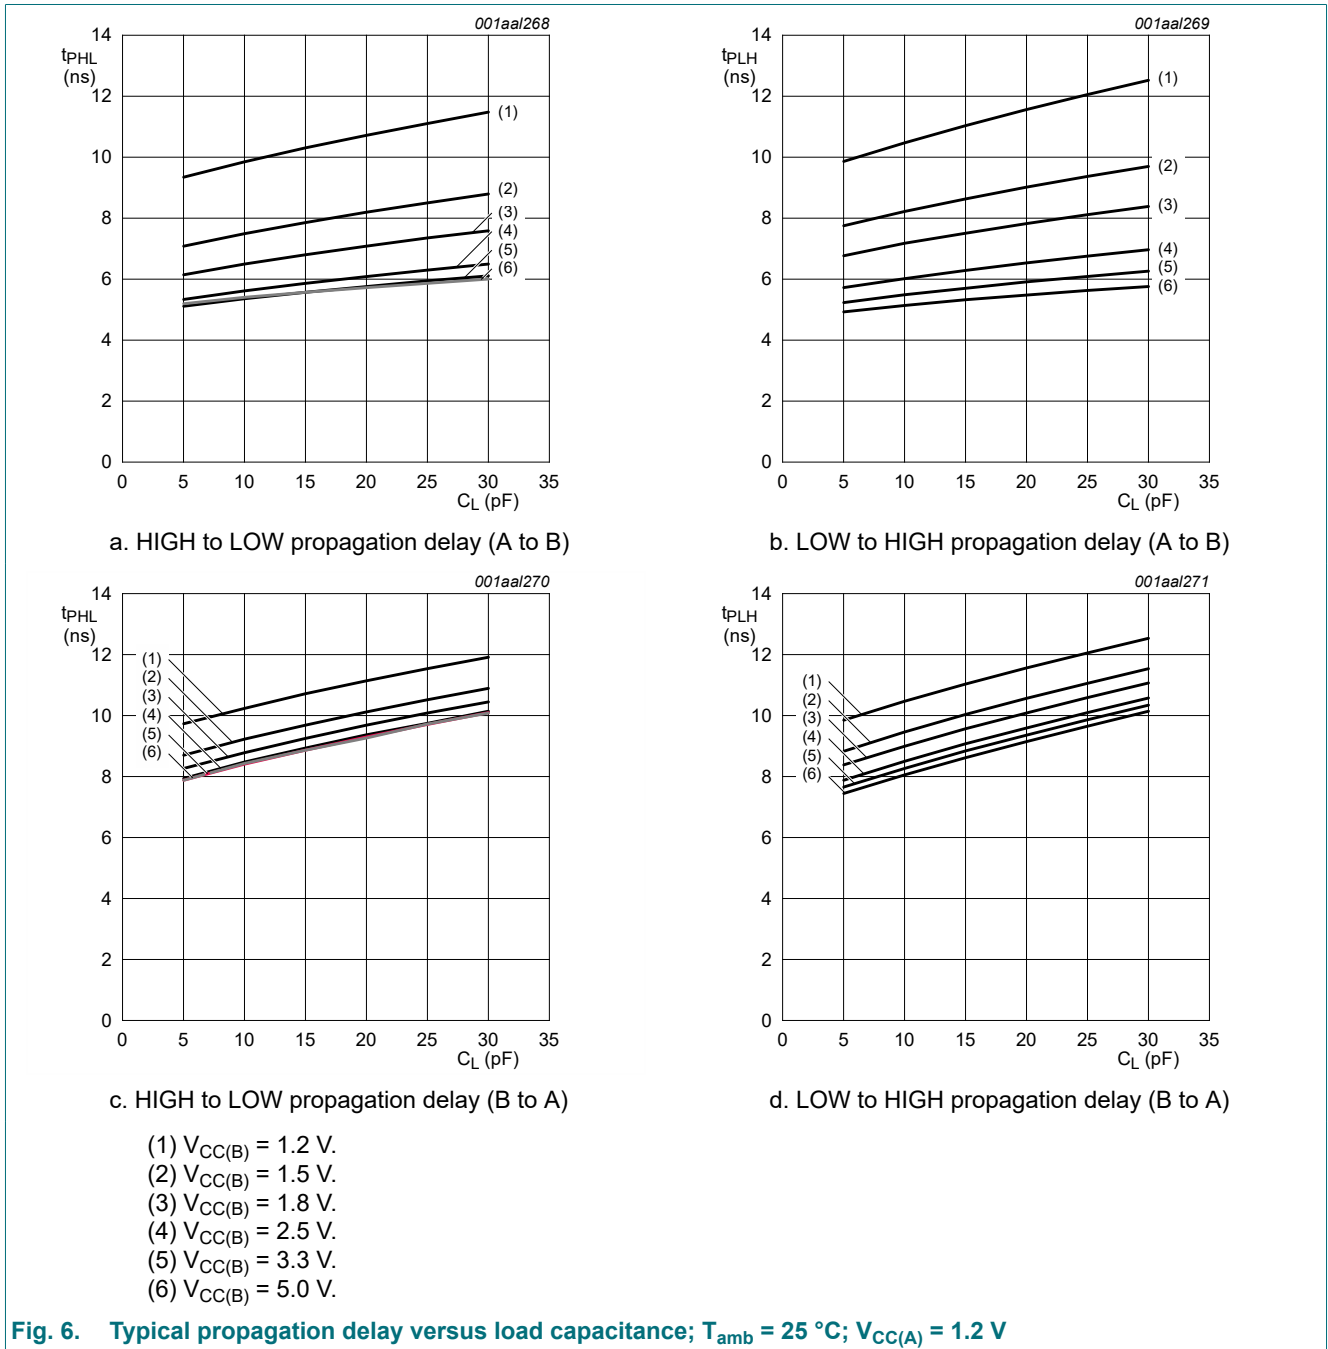 001aal268
14
tPHL
(ns)
12
10
8
6
4
2
0
(1)
(2)
(3)
(4)
(5)
(6)
0 5 10 15 20 25 30 35
CL (pF)
a. HIGH to LOW propagation delay (A to B)
001aal269
14
tPLH
(ns)
12
10
8
6
4
2
0
(1)
(2)
(3)
(4)
(5)
(6)
0 5 10 15 20 25 30 35
CL (pF)
b. LOW to HIGH propagation delay (A to B)
001aal270
14
tPHL
(ns)
12
10
8
6
4
2
0
(1)
(2)
(3)
(4)
(5)
(6)
0 5 10 15 20 25 30 35
CL (pF)
c. HIGH to LOW propagation delay (B to A)
001aal271
14
tPLH
(ns)
12
10
8
6
4
2
0
(1)
(2)
(3)
(4)
(5)
(6)
0 5 10 15 20 25 30 35
CL (pF)
d. LOW to HIGH propagation delay (B to A)
(1) VCC(B) = 1.2 V.
(2) VCC(B) = 1.5 V.
(3) VCC(B) = 1.8 V.
(4) VCC(B) = 2.5 V.
(5) VCC(B) = 3.3 V.
(6) VCC(B) = 5.0 V.
Fig. 6. Typical propagation delay versus load capacitance; Tamb = 25 °C; VCC(A) = 1.2 V